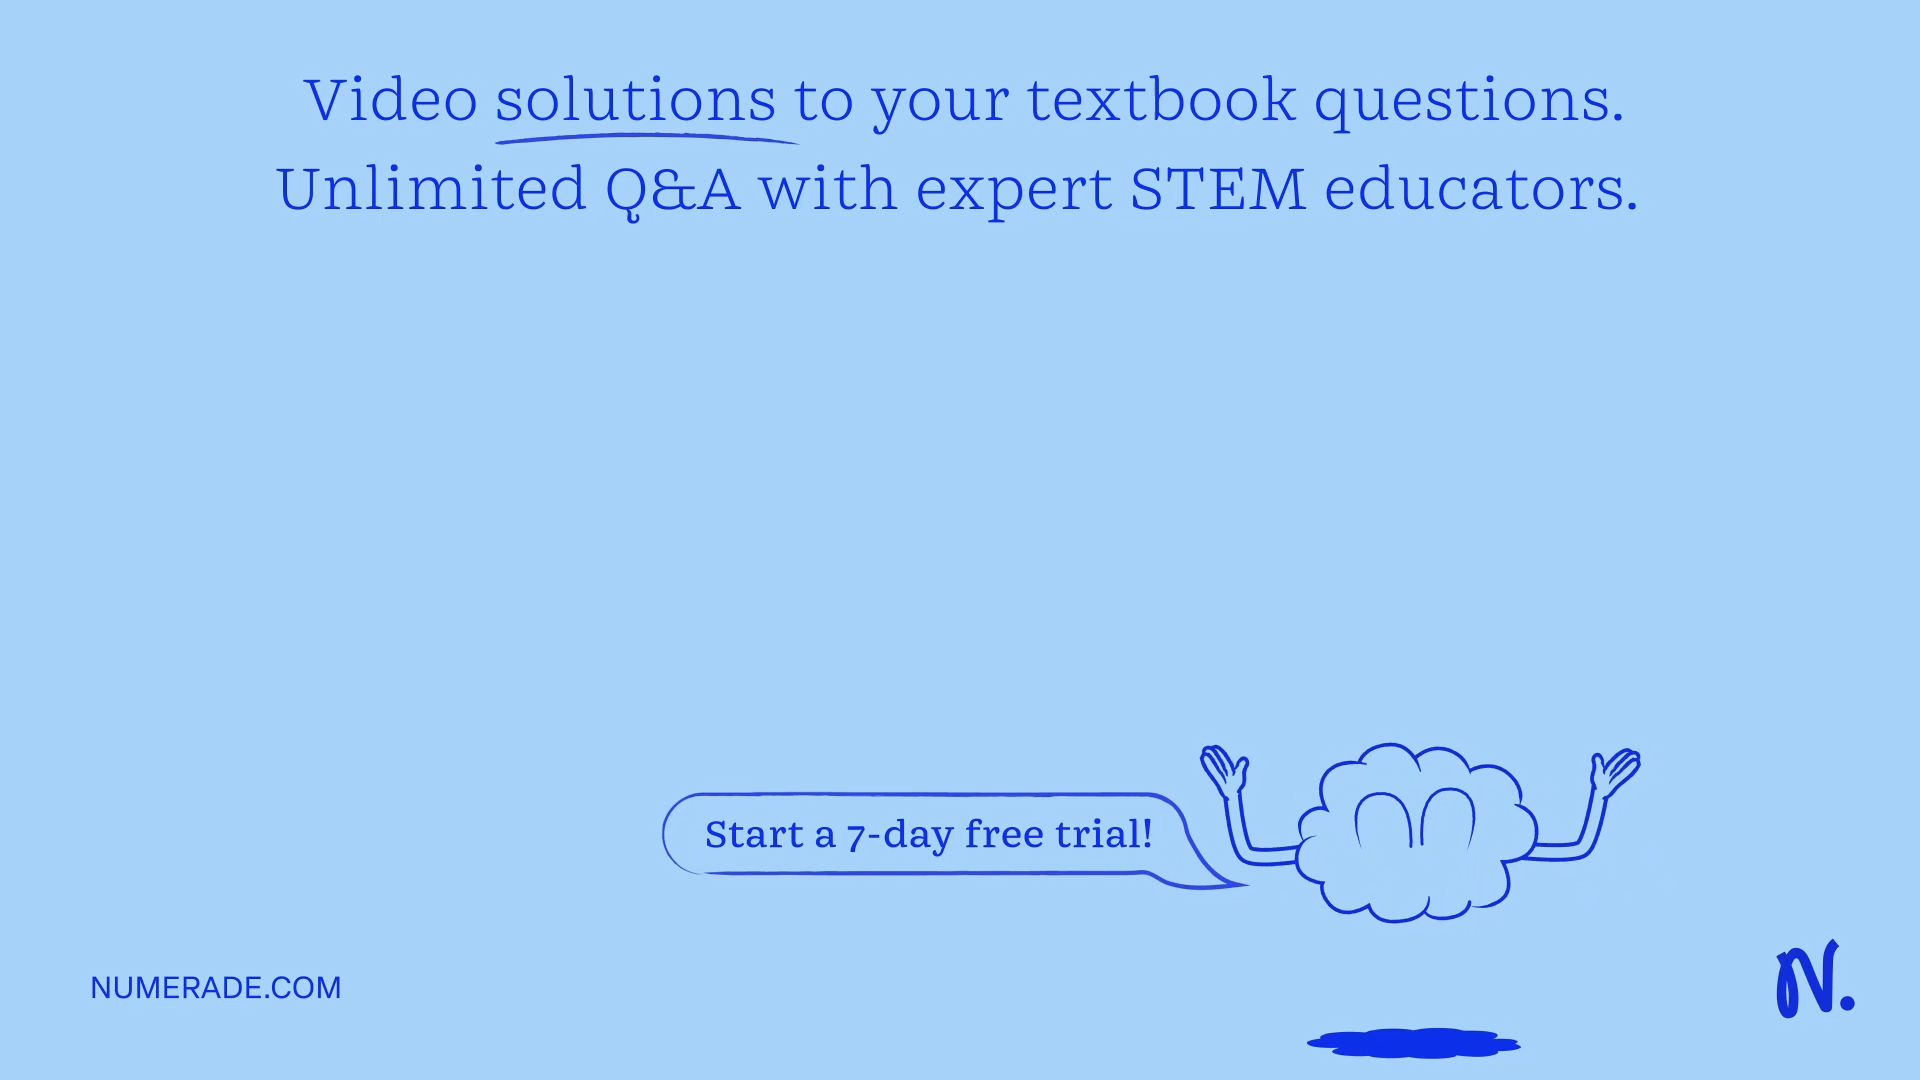 Video solutions to your textbook questions.
Unlimited Q&A with expert STEM educators.
Start a 7-day free trial!
NUMERADE.COM
N.